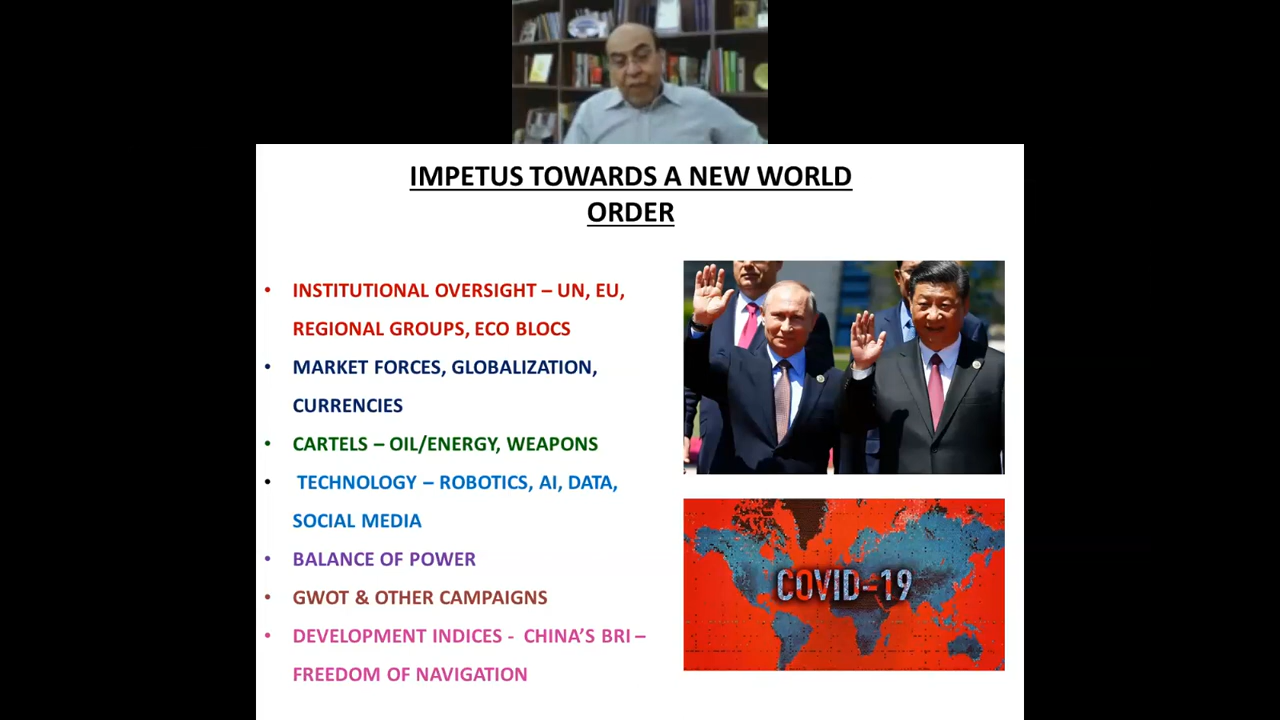 IMPETUS TOWARDS A NEW WORLD
ORDER
• INSTITUTIONAL OVERSIGHT – UN, EU,
REGIONAL GROUPS, ECO BLOCS
• MARKET FORCES, GLOBALIZATION,
CURRENCIES
• CARTELS – OIL/ENERGY, WEAPONS
• TECHNOLOGY – ROBOTICS, AI, DATA,
SOCIAL MEDIA
• BALANCE OF POWER
• GWOT & OTHER CAMPAIGNS
• DEVELOPMENT INDICES - CHINA'S BRI –
FREEDOM OF NAVIGATION
COVID-19